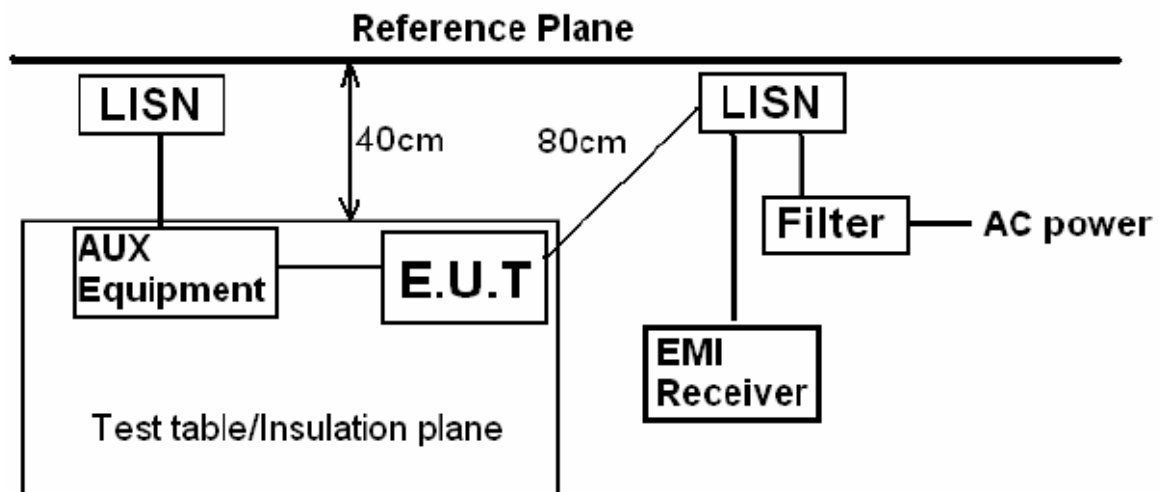 Reference Plane
LISN
40cm
80cm
LISN
Filter
AC power
AUX
Equipment
E.U.T
EMI
Receiver
Test table/Insulation plane